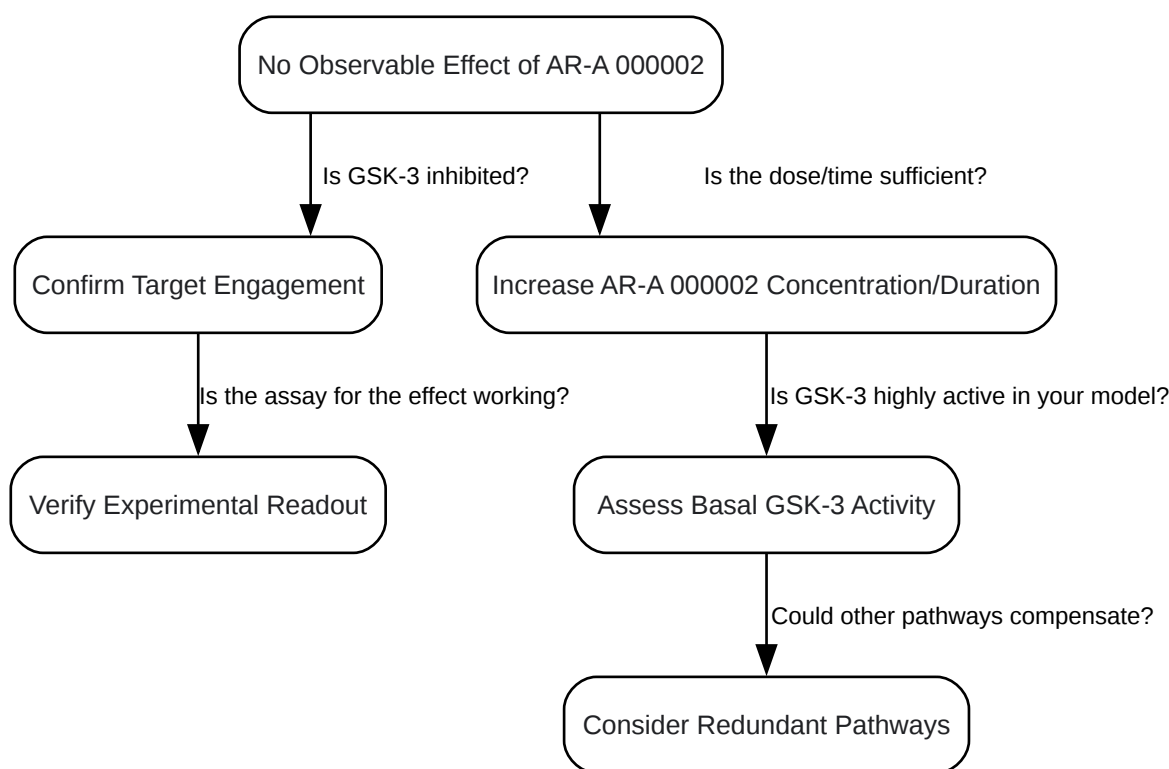 No Observable Effect of AR-A 000002
Is GSK-3 inhibited?
Is the dose/time sufficient?
Confirm Target Engagement
Increase AR-A 000002 Concentration/Duration
Is the assay for the effect working?
Is GSK-3 highly active in your model?
Verify Experimental Readout
Assess Basal GSK-3 Activity
Could other pathways compensate?
Consider Redundant Pathways